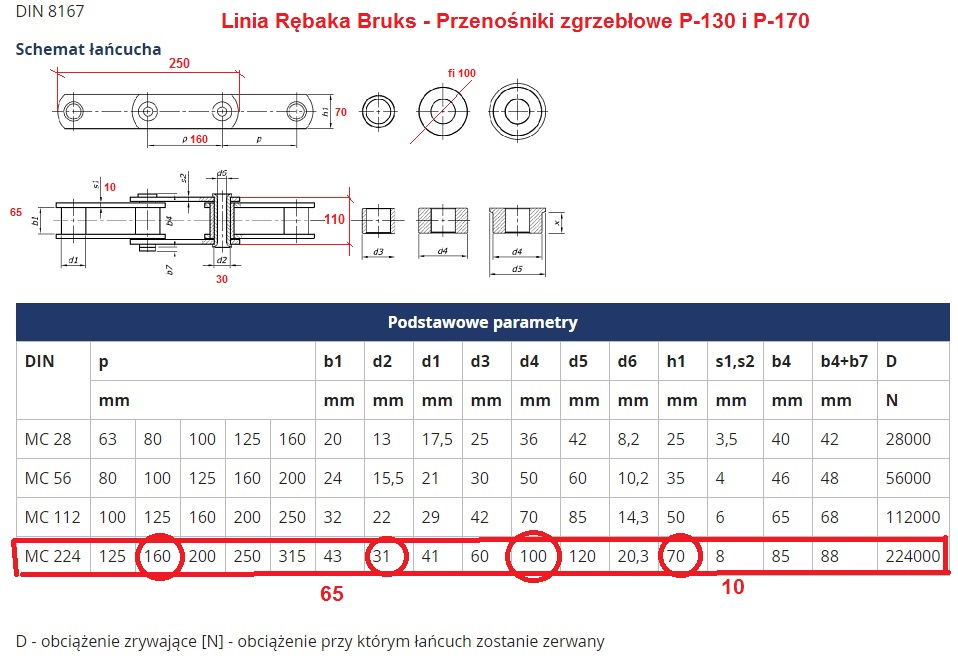 DIN 8167
Linia Rębaka Bruks - Przenośniki zgrzebłowe P-130 i P-170
Schemat łańcucha
250
fi 100
h1 70
p 160 p
s1 10 s2 d6
65 b1 b4 110 x
d1 b7 d2 d3 d4 d4
30 d5
Podstawowe parametry
DIN p b1 d2 d1 d3 d4 d5 d6 h1 s1,s2 b4 b4+b7 D
mm mm mm mm mm mm mm mm mm mm mm mm N
MC 28 63 80 100 125 160 20 13 17,5 25 36 42 8,2 25 3,5 40 42 28000
MC 56 80 100 125 160 200 24 15,5 21 30 50 60 10,2 35 4 46 48 56000
MC 112 100 125 160 200 250 32 22 29 42 70 85 14,3 50 6 65 68 112000
MC 224 125 160 200 250 315 43 31 41 60 100 120 20,3 70 8 85 88 224000
65 10
D - obciążenie zrywające [N] - obciążenie przy którym łańcuch zostanie zerwany